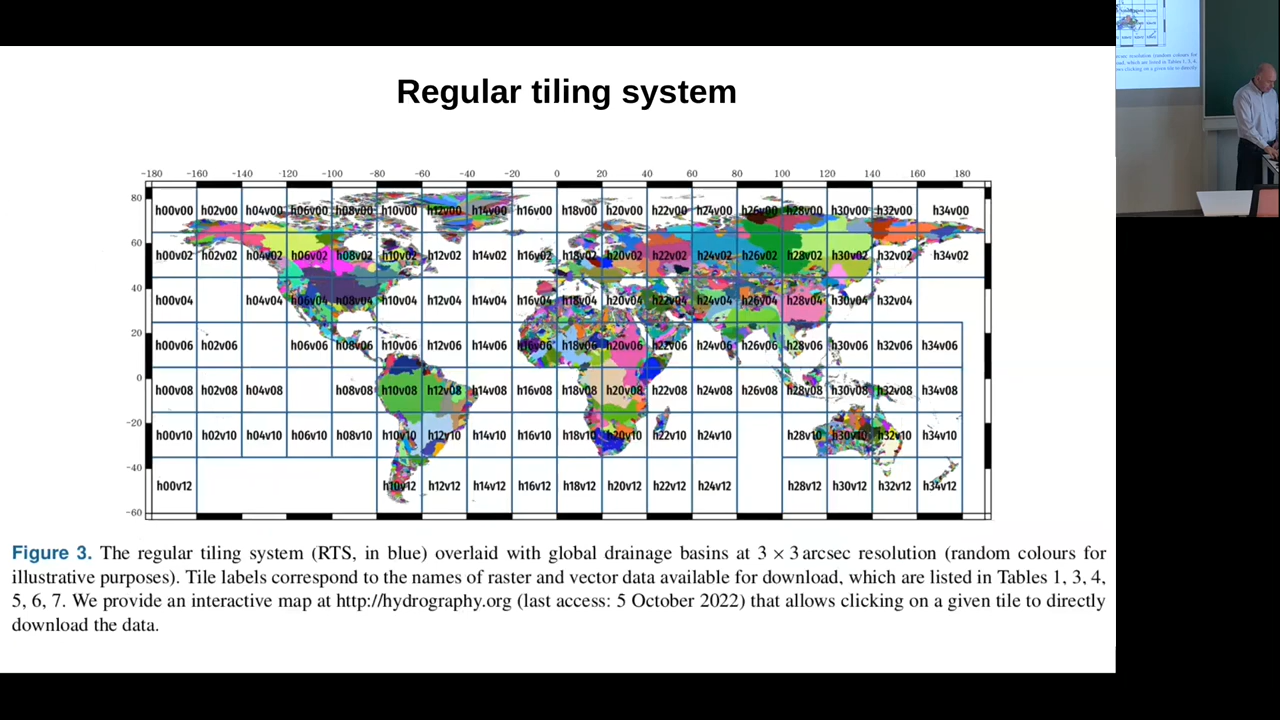 Regular tiling system
−180 −160 −140 −120 −100 −80 −60 −40 −20 0 20 40 60 80 100 120 140 160 180
80
h00v00 h02v00 h04v00 h06v00 h08v00 h10v00 h12v00 h14v00 h16v00 h18v00 h20v00 h22v00 h24v00 h26v00 h28v00 h30v00 h32v00 h34v00
60
h00v02 h02v02 h04v02 h06v02 h08v02 h10v02 h12v02 h14v02 h16v02 h18v02 h20v02 h22v02 h24v02 h26v02 h28v02 h30v02 h32v02 h34v02
40
h00v04 h04v04 h06v04 h08v04 h10v04 h12v04 h14v04 h16v04 h18v04 h20v04 h22v04 h24v04 h26v04 h28v04 h30v04 h32v04
20
h00v06 h02v06 h06v06 h08v06 h10v06 h12v06 h14v06 h16v06 h18v06 h20v06 h22v06 h24v06 h26v06 h28v06 h30v06 h32v06 h34v06
0
h00v08 h02v08 h04v08 h08v08 h10v08 h12v08 h14v08 h16v08 h18v08 h20v08 h22v08 h24v08 h26v08 h28v08 h30v08 h32v08 h34v08
−20
h00v10 h02v10 h04v10 h06v10 h08v10 h10v10 h12v10 h14v10 h16v10 h18v10 h20v10 h22v10 h24v10 h28v10 h30v10 h32v10 h34v10
−40
h00v12 h10v12 h12v12 h14v12 h16v12 h18v12 h20v12 h22v12 h24v12 h28v12 h30v12 h32v12 h34v12
−60
Figure 3. The regular tiling system (RTS, in blue) overlaid with global drainage basins at 3 × 3 arcsec resolution (random colours for
illustrative purposes). Tile labels correspond to the names of raster and vector data available for download, which are listed in Tables 1, 3, 4,
5, 6, 7. We provide an interactive map at http://hydrography.org (last access: 5 October 2022) that allows clicking on a given tile to directly
download the data.